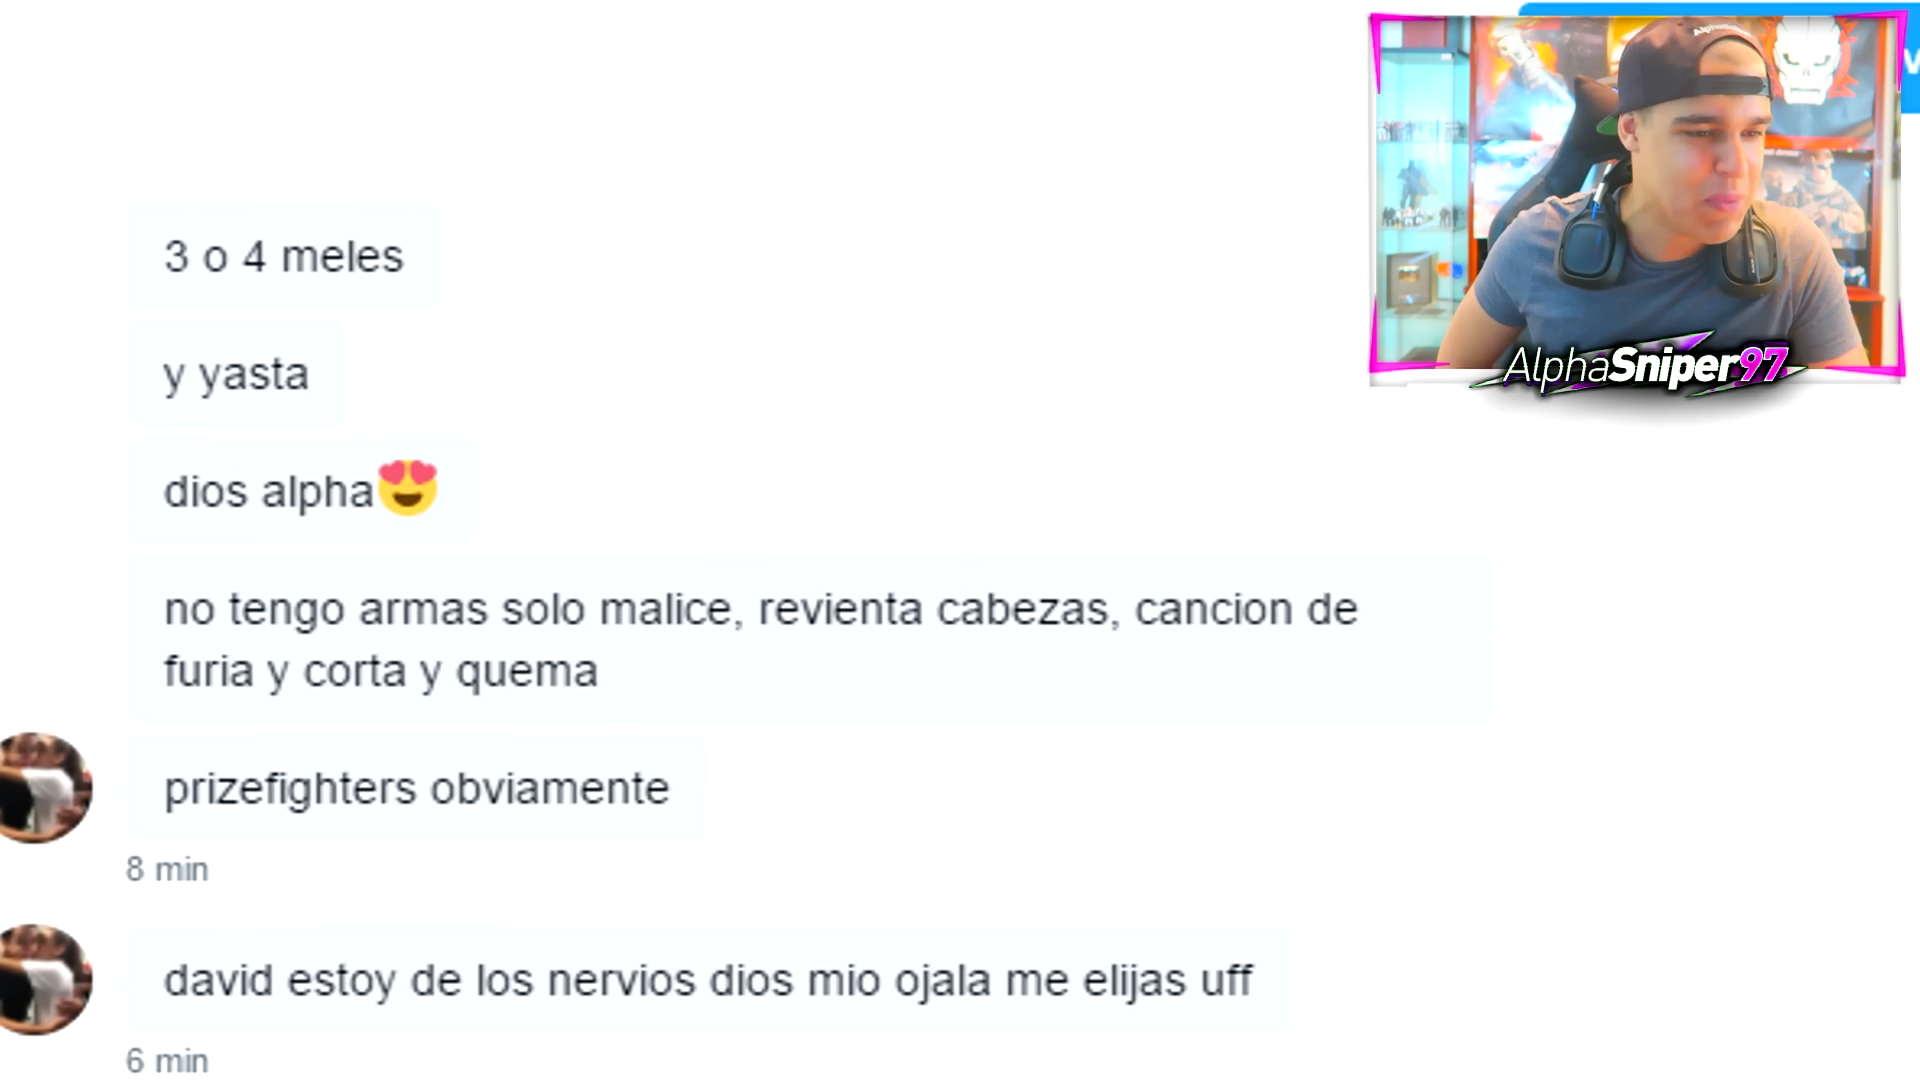 3 o 4 meles
y yasta
dios alpha😍
no tengo armas solo malice, revienta cabezas, cancion de
furia y corta y quema
prizefighters obviamente
8 min
david estoy de los nervios dios mio ojala me elijas uff
6 min
AlphaSniper97